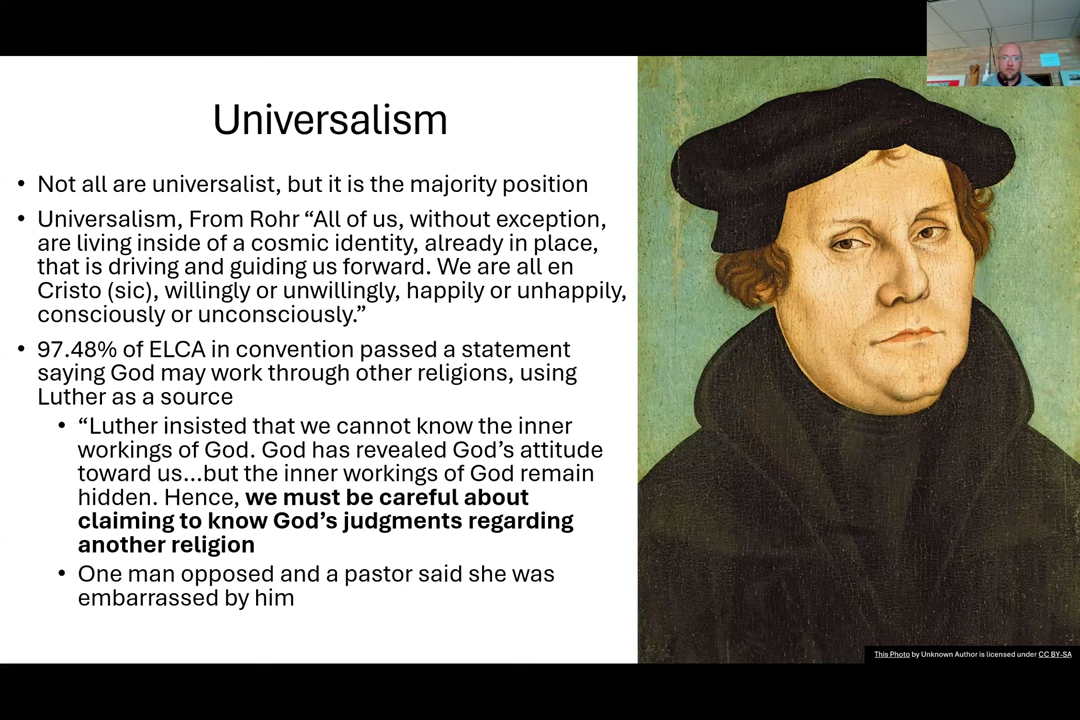 Universalism
• Not all are universalist, but it is the majority position
• Universalism, From Rohr “All of us, without exception,
are living inside of a cosmic identity, already in place,
that is driving and guiding us forward. We are all en
Cristo (sic), willingly or unwillingly, happily or unhappily,
consciously or unconsciously.”
• 97.48% of ELCA in convention passed a statement
saying God may work through other religions, using
Luther as a source
• “Luther insisted that we cannot know the inner
workings of God. God has revealed God’s attitude
toward us...but the inner workings of God remain
hidden. Hence, we must be careful about
claiming to know God’s judgments regarding
another religion
• One man opposed and a pastor said she was
embarrassed by him
This Photo by Unknown Author is licensed under CC BY-SA